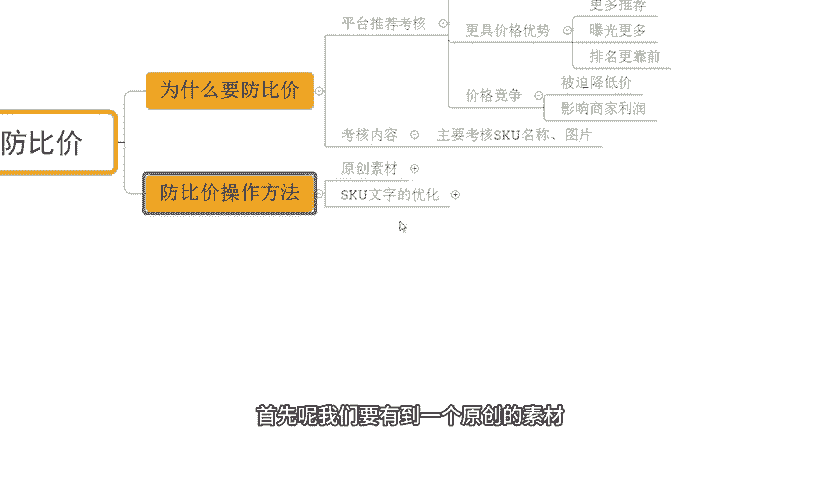 更多推荐
平台推荐考核
更具价格优势
曝光更多
排名更靠前
为什么要防比价
价格竞争
被迫降低价
影响商家利润
防比价
考核内容
主要考核SKU名称、图片
防比价操作方法
原创素材
SKU文字的优化
首先呢我们要有到一个原创的素材